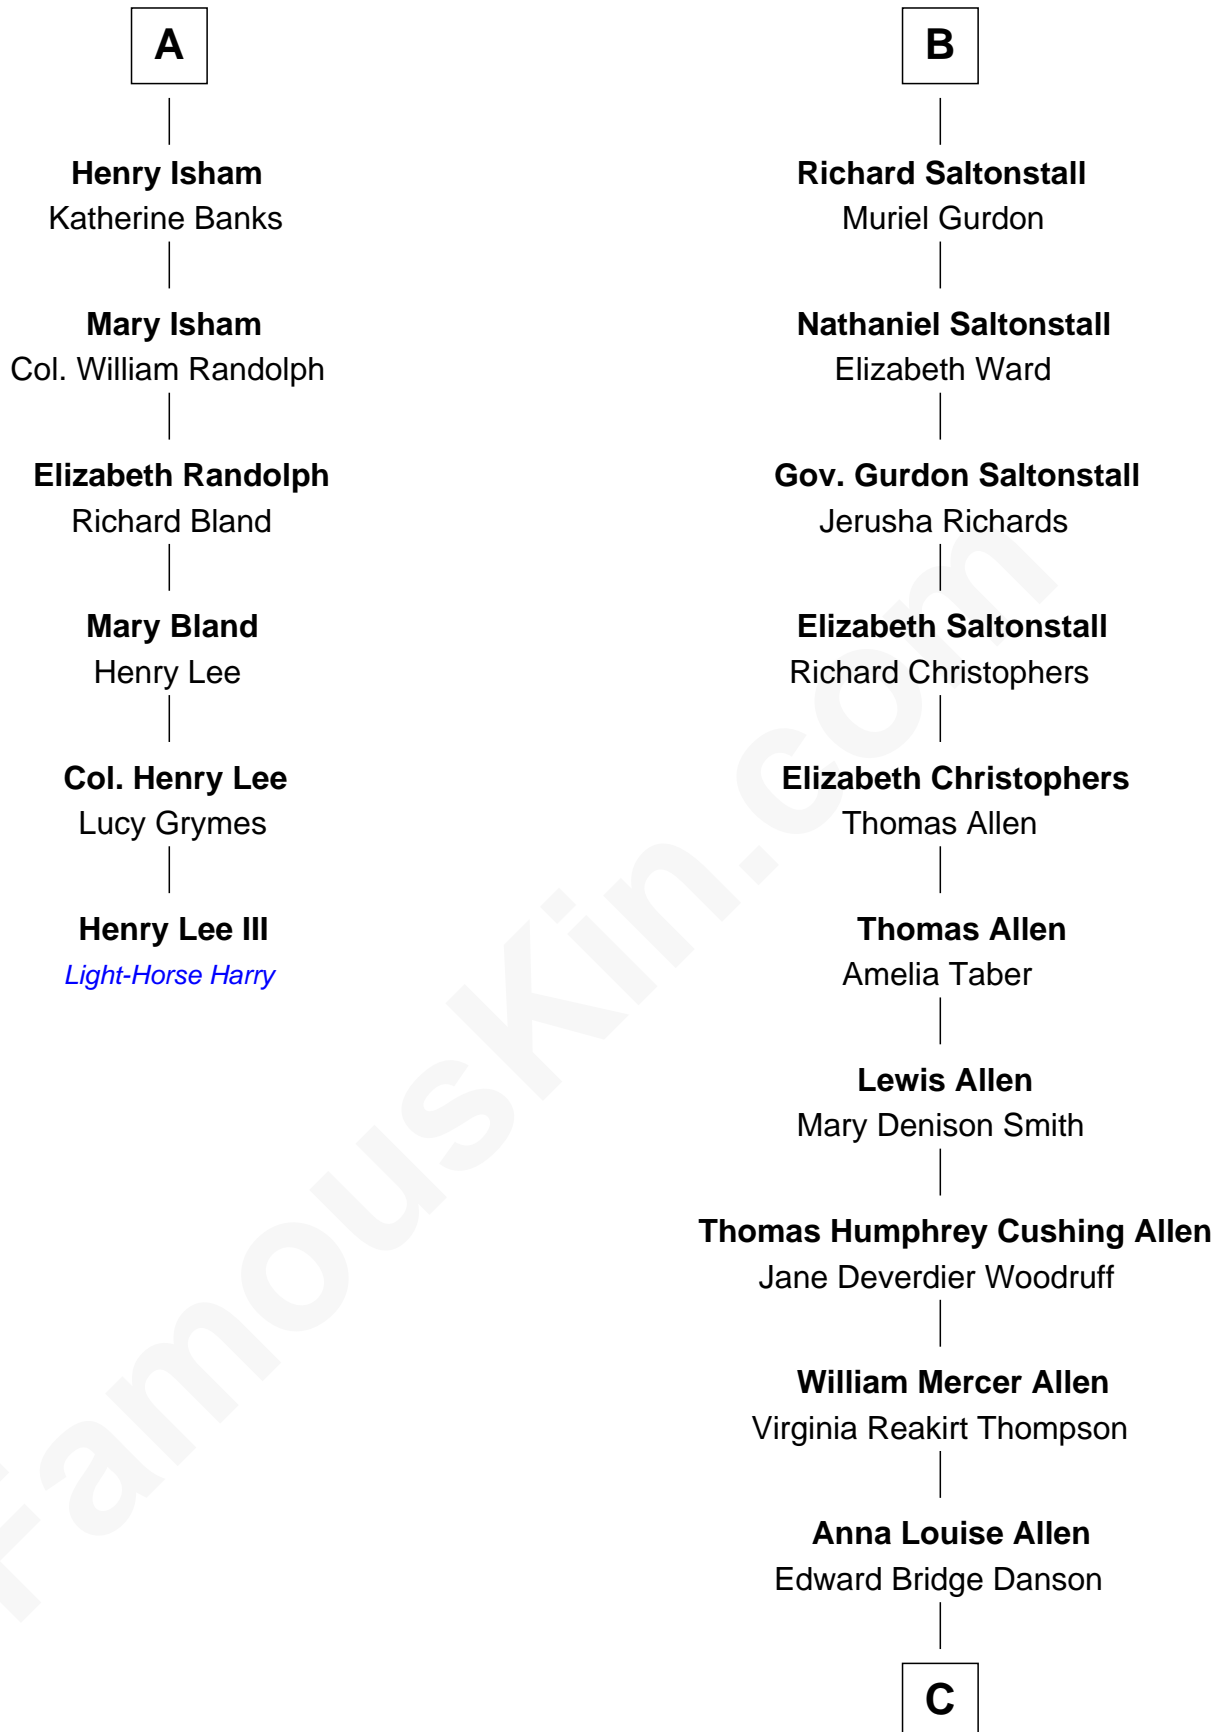 A
Henry Isham
Katherine Banks
Mary Isham
Col. William Randolph
Elizabeth Randolph
Richard Bland
Mary Bland
Henry Lee
Col. Henry Lee
Lucy Grymes
Henry Lee III
Light-Horse Harry
B
Richard Saltonstall
Muriel Gurdon
Nathaniel Saltonstall
Elizabeth Ward
Gov. Gurdon Saltonstall
Jerusha Richards
Elizabeth Saltonstall
Richard Christophers
Elizabeth Christophers
Thomas Allen
Thomas Allen
Amelia Taber
Lewis Allen
Mary Denison Smith
Thomas Humphrey Cushing Allen
Jane Deverdier Woodruff
William Mercer Allen
Virginia Reakirt Thompson
Anna Louise Allen
Edward Bridge Danson
C
FamousKin.com